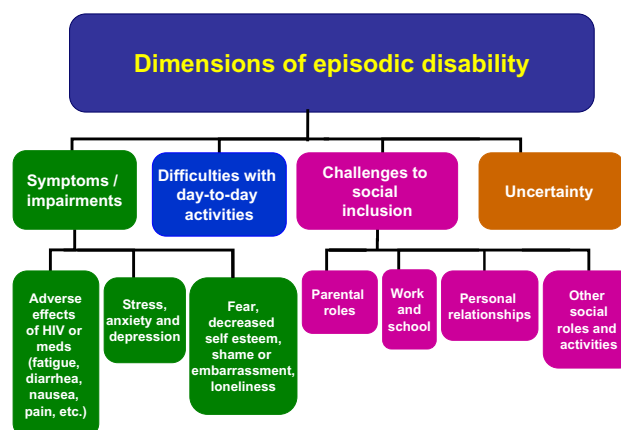 Dimensions of episodic disability
Symptoms /
impairments
Difficulties with
day-to-day
activities
Challenges to
social
inclusion
Uncertainty
Adverse
effects
of HIV or
meds
(fatigue,
diarrhea,
nausea,
pain, etc.)
Stress,
anxiety and
depression
Fear,
decreased
self esteem,
shame or
embarrassment,
loneliness
Parental
roles
Work
and
school
Personal
relationships
Other
social
roles and
activities